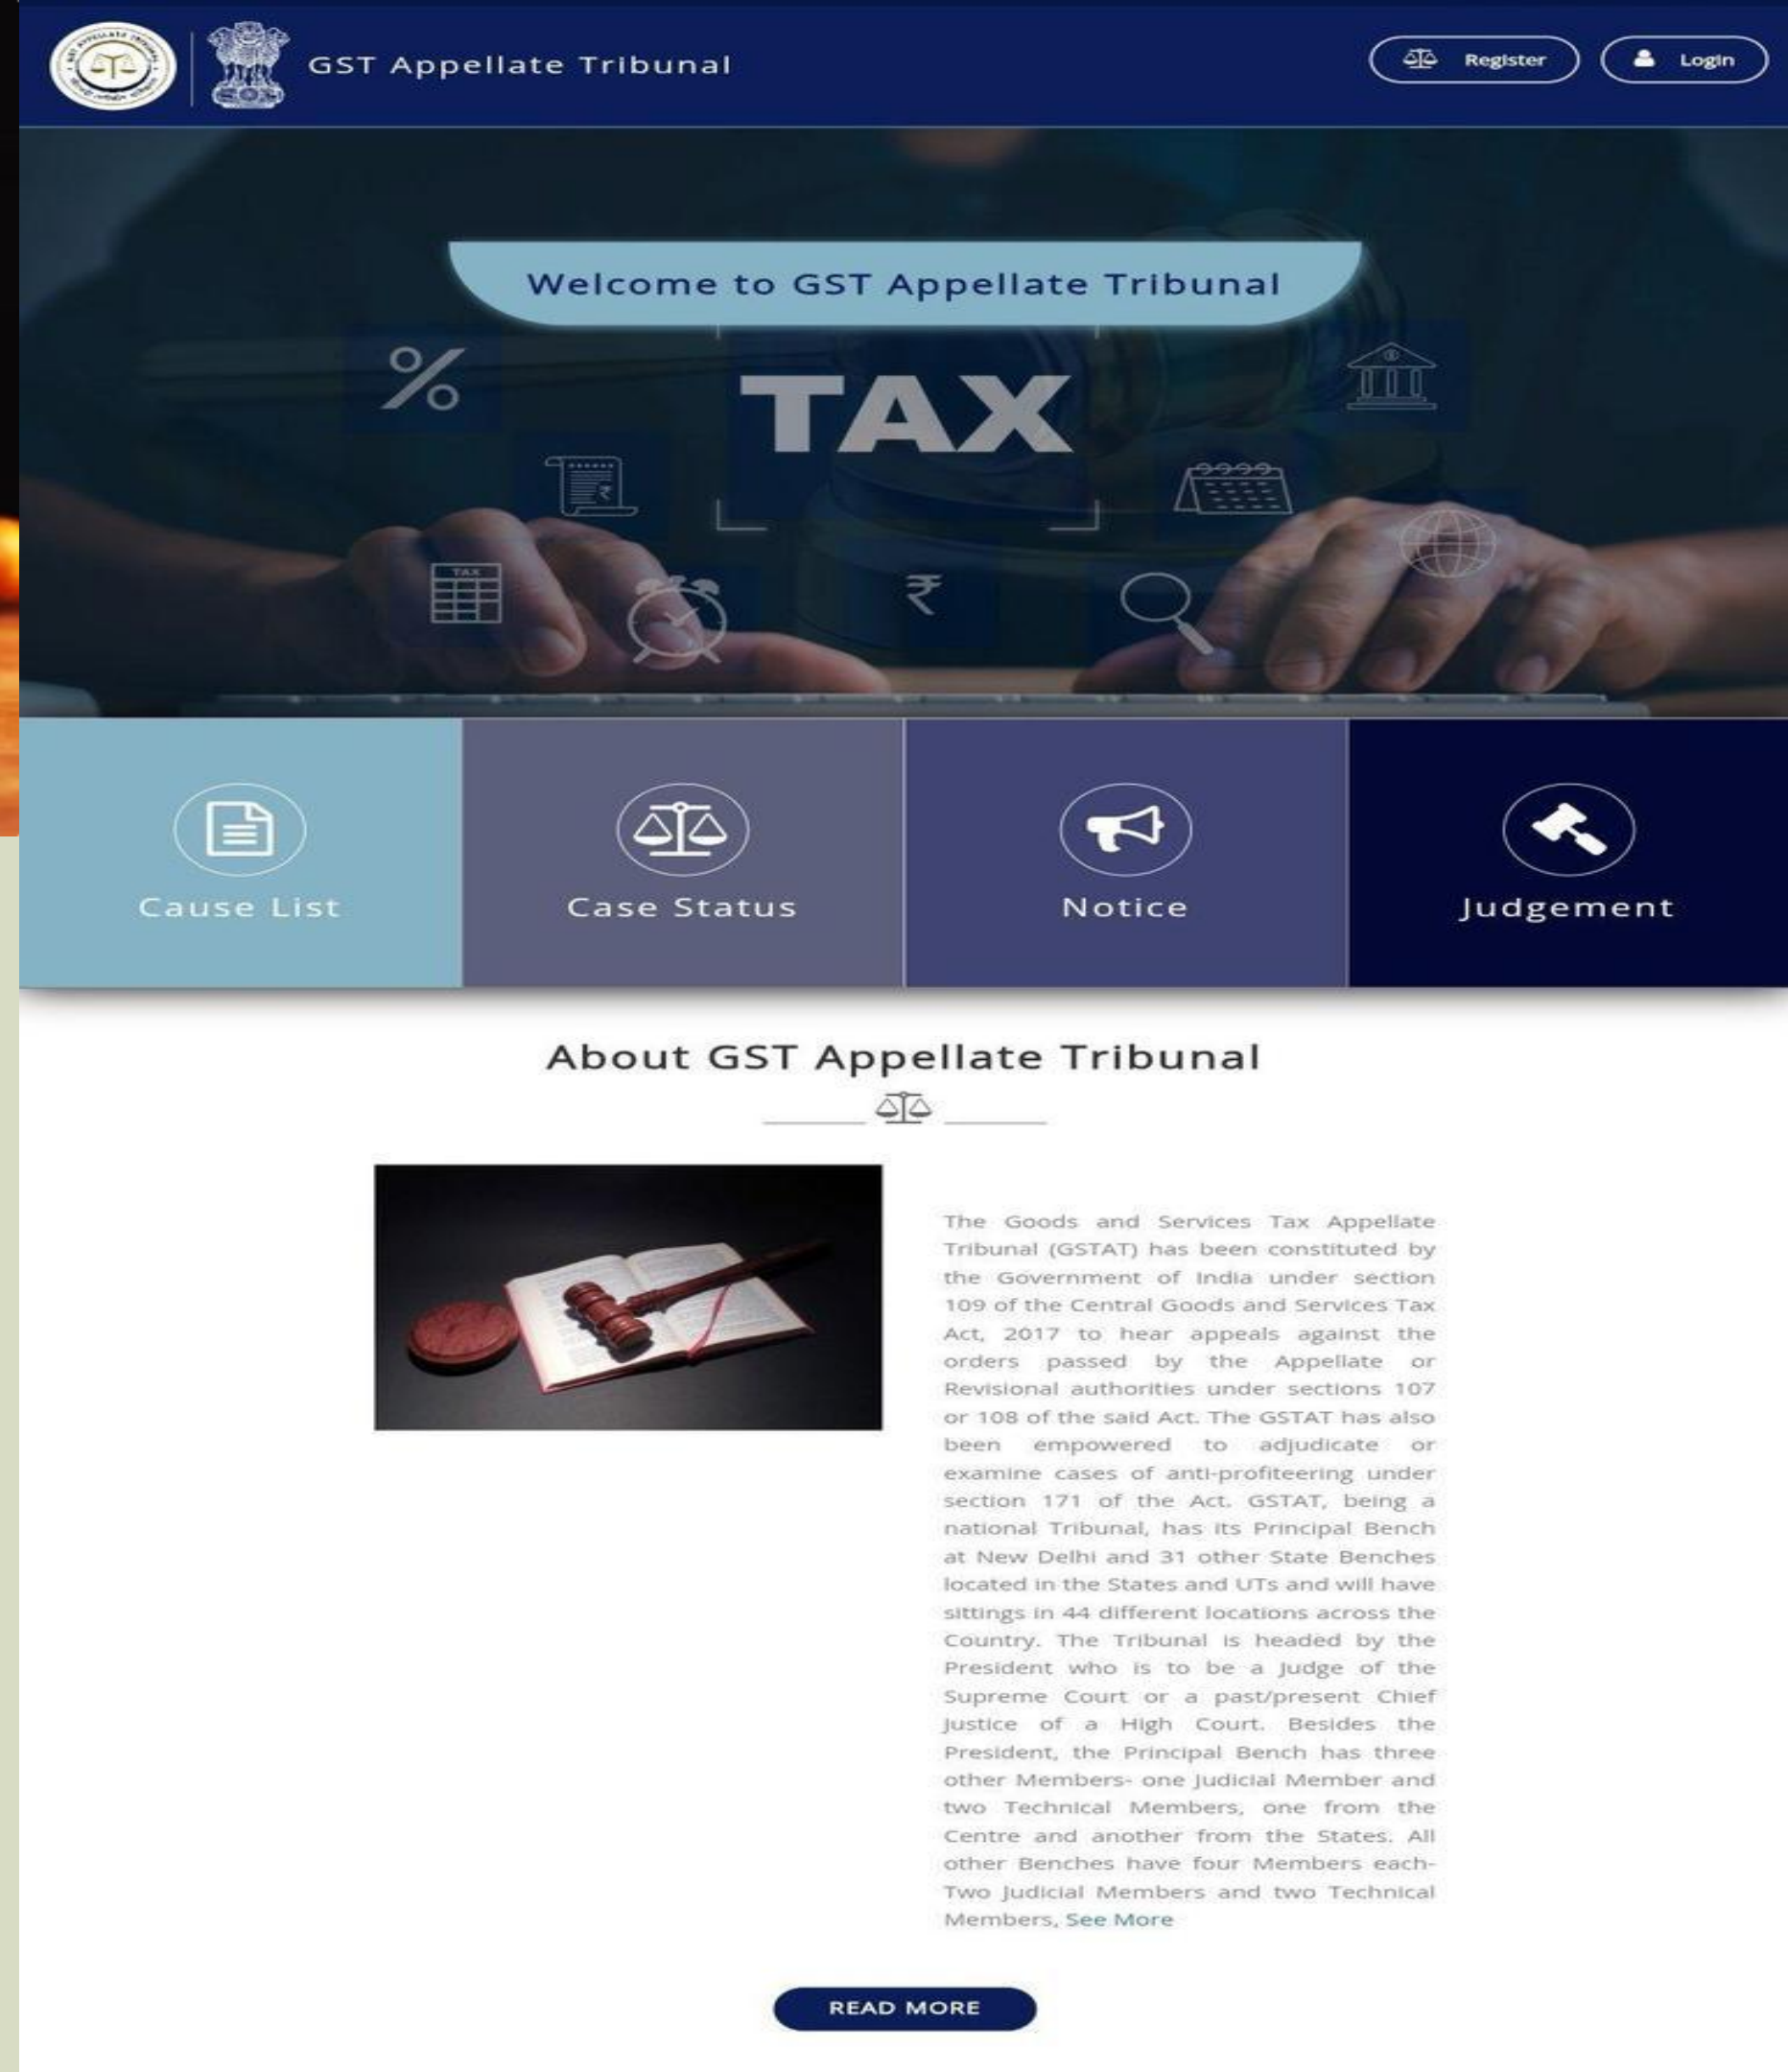 GST APPELLATE TRIBUNAL
GST Appellate Tribunal
Register
Login
Welcome to GST Appellate Tribunal
TAX
TAX
Cause List
Case Status
Notice
Judgement
About GST Appellate Tribunal
The Goods and Services Tax Appellate
Tribunal (GSTAT) has been constituted by
the Government of India under section
109 of the Central Goods and Services Tax
Act, 2017 to hear appeals against the
orders passed by the Appellate or
Revisional authorities under sections 107
or 108 of the said Act. The GSTAT has also
been empowered to adjudicate or
examine cases of anti-profiteering under
section 171 of the Act. GSTAT, being a
national Tribunal, has its Principal Bench
at New Delhi and 31 other State Benches
located in the States and UTs and will have
sittings in 44 different locations across the
Country. The Tribunal is headed by the
President who is to be a Judge of the
Supreme Court or a past/present Chief
Justice of a High Court. Besides the
President, the Principal Bench has three
other Members- one Judicial Member and
two Technical Members, one from the
Centre and another from the States. All
other Benches have four Members each-
Two Judicial Members and two Technical
Members, See More
READ MORE